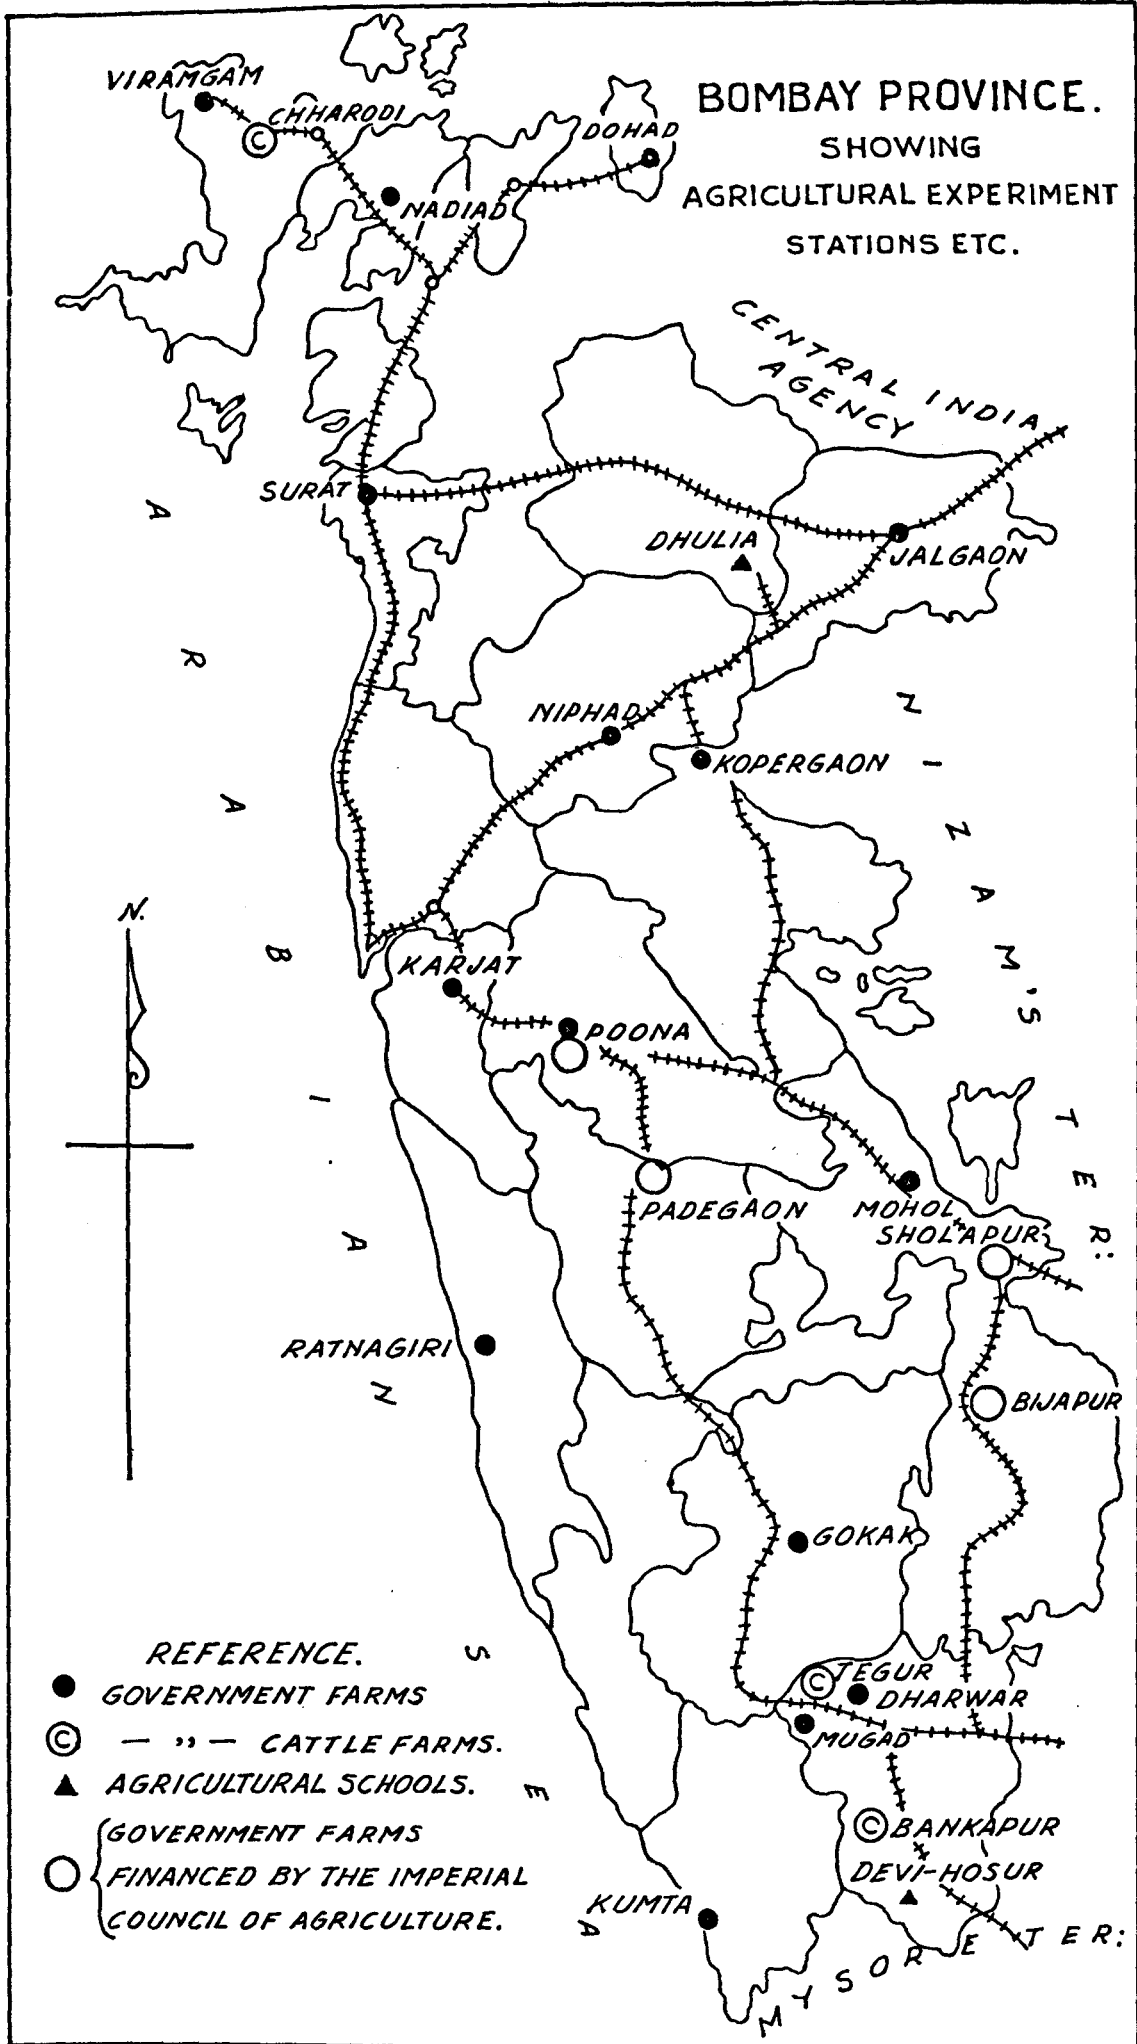 BOMBAY PROVINCE.
SHOWING
AGRICULTURAL EXPERIMENT
STATIONS ETC.
VIRAMGAM
CHHARODI
C
DOHAD
NADIAD
CENTRAL INDIA
AGENCY
SURAT
DHULIA
JALGAON
NIPHAD
KOPERGAON
NIZAM'S TER:
ARABIAN SEA
N.
KARJAT
POONA
PADEGAON
MOHOL
SHOLAPUR
RATNAGIRI
BIJAPUR
GOKAK
C
TEGUR
DHARWAR
MUGAD
C BANKAPUR
DEVI-HOSUR
KUMTA
MYSORE TER:
REFERENCE.
GOVERNMENT FARMS
C — ,, — CATTLE FARMS.
AGRICULTURAL SCHOOLS.
GOVERNMENT FARMS
FINANCED BY THE IMPERIAL
COUNCIL OF AGRICULTURE.